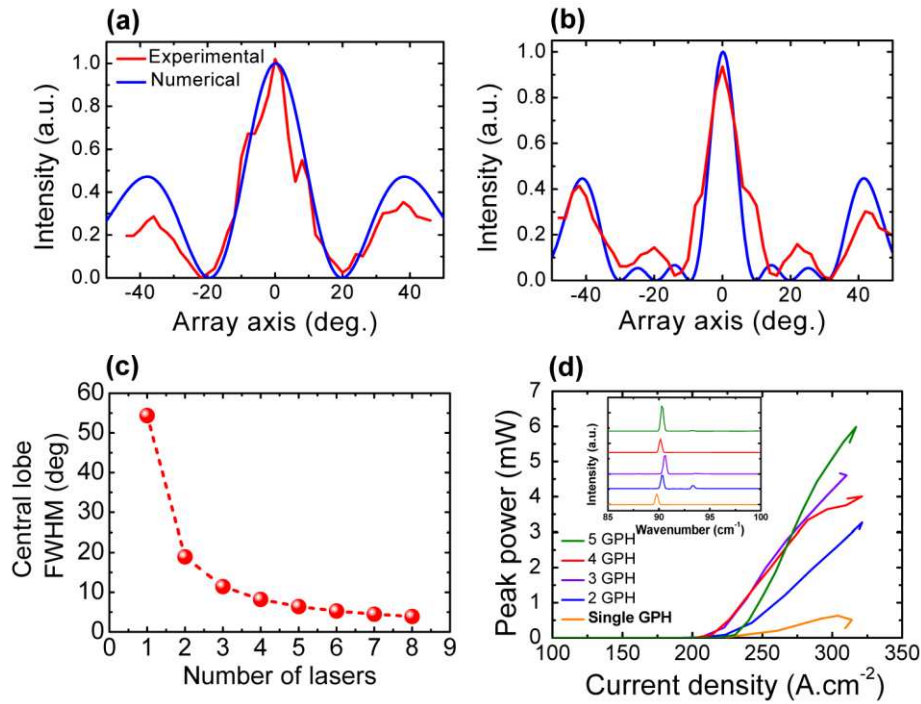 (a)
Experimental
Numerical
Intensity (a.u.)
1.0
0.8
0.6
0.4
0.2
0.0
-40 -20 0 20 40
Array axis (deg.)
(b)
Intensity (a.u.)
1.0
0.8
0.6
0.4
0.2
0.0
-40 -20 0 20 40
Array axis (deg.)
(c)
Central lobe
FWHM (deg)
60
50
40
30
20
10
0
0 1 2 3 4 5 6 7 8 9
Number of lasers
(d)
Peak power (mW)
7
6
5
4
3
2
1
0
Intensity (a.u.)
85 90 95 100
Wavenumber (cm-1)
5 GPH
4 GPH
3 GPH
2 GPH
Single GPH
100 150 200 250 300 350
Current density (A.cm-2)